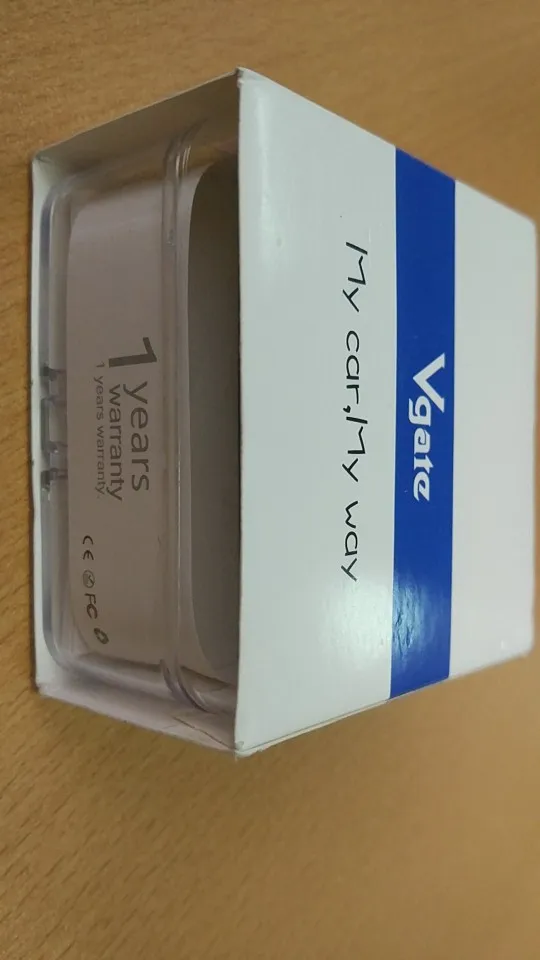 Vgate
My car,My way
1 years
warranty
1 years warranty.
CE FC